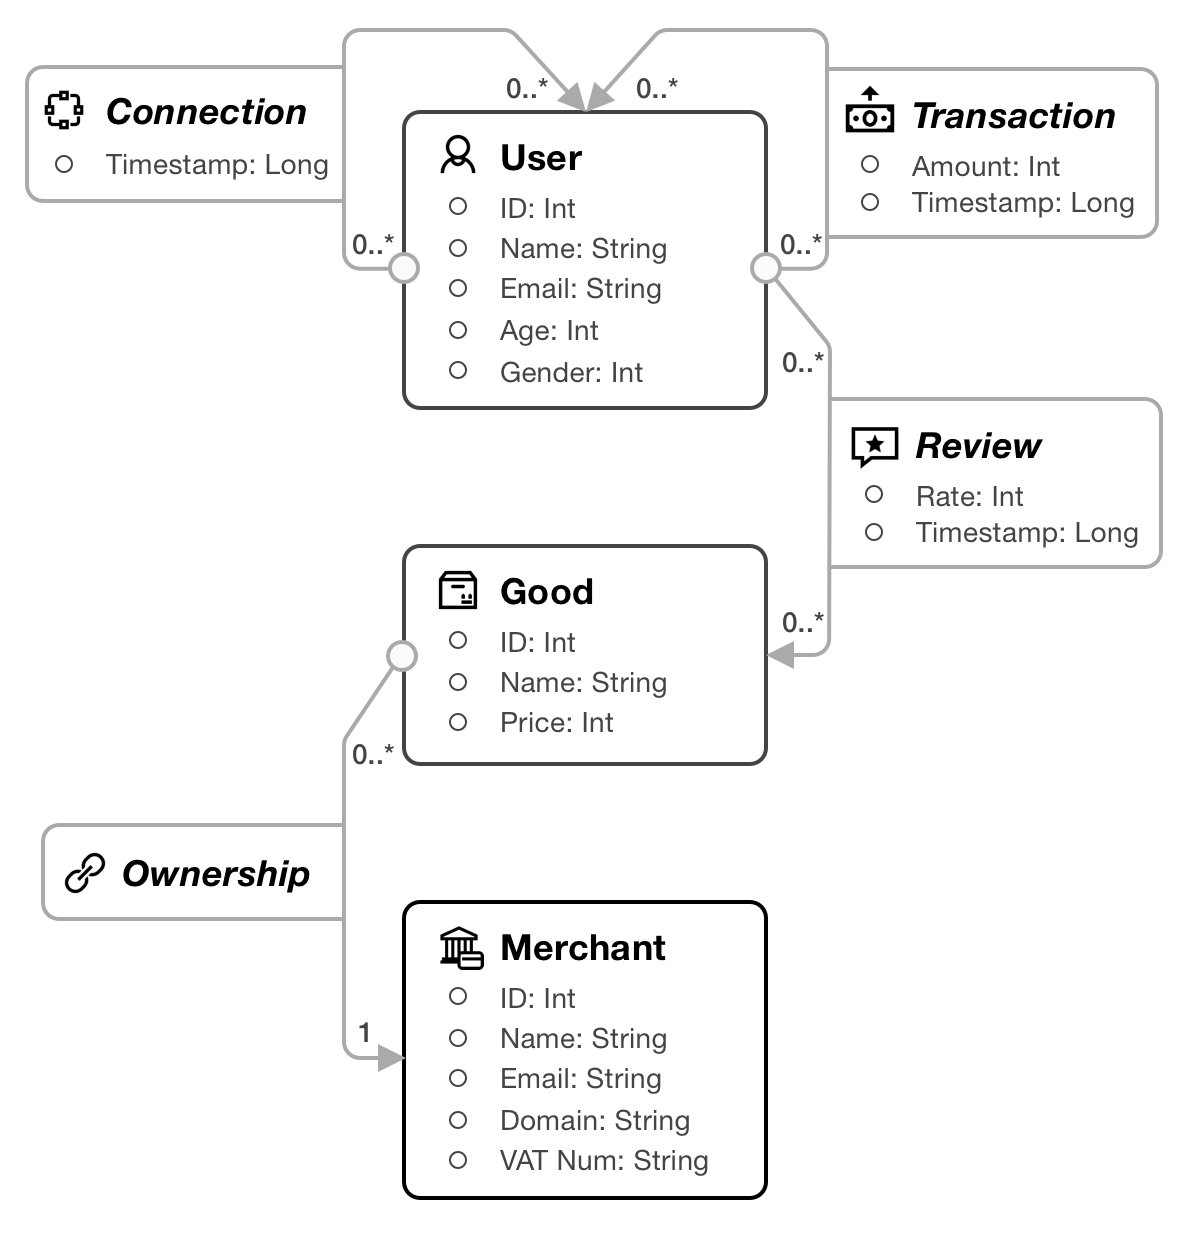 0..*
0..*
Connection
Timestamp: Long
0..*
User
ID: Int
Name: String
Email: String
Age: Int
Gender: Int
0..*
Transaction
Amount: Int
Timestamp: Long
0..*
Review
Rate: Int
Timestamp: Long
0..*
Good
ID: Int
Name: String
Price: Int
0..*
Ownership
1
Merchant
ID: Int
Name: String
Email: String
Domain: String
VAT Num: String